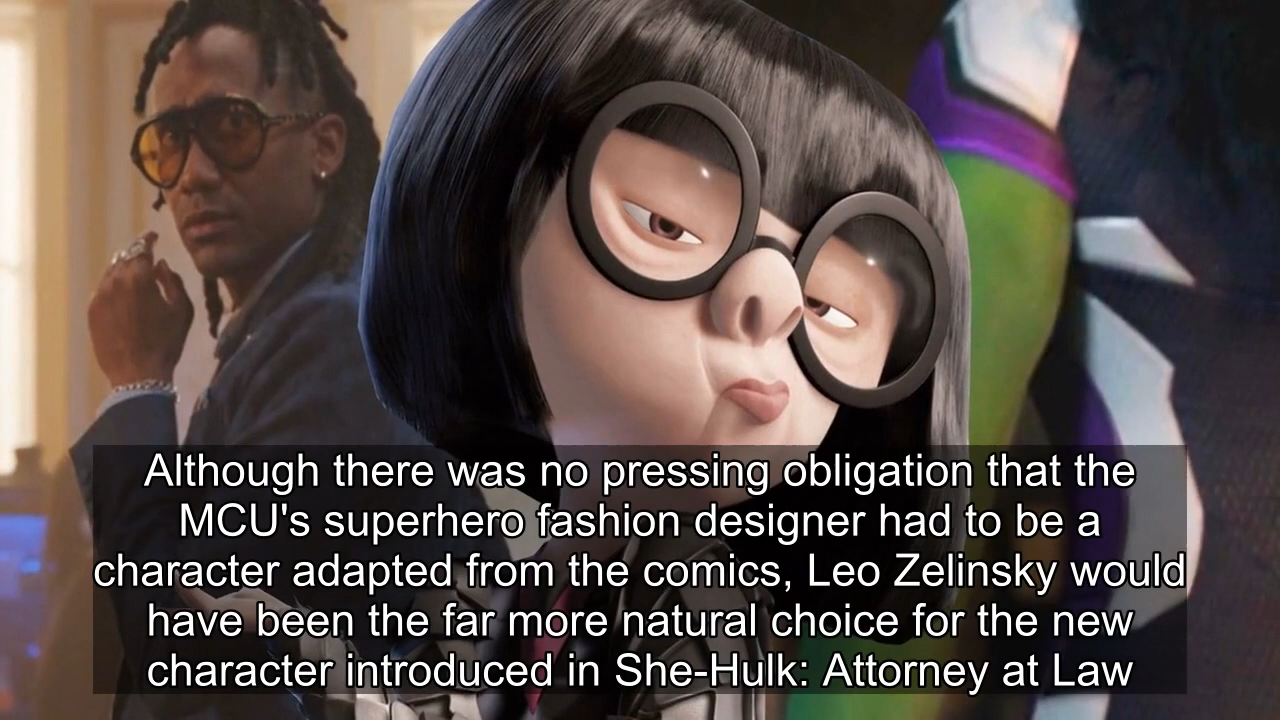 Although there was no pressing obligation that the
MCU's superhero fashion designer had to be a
character adapted from the comics, Leo Zelinsky would
have been the far more natural choice for the new
character introduced in She-Hulk: Attorney at Law